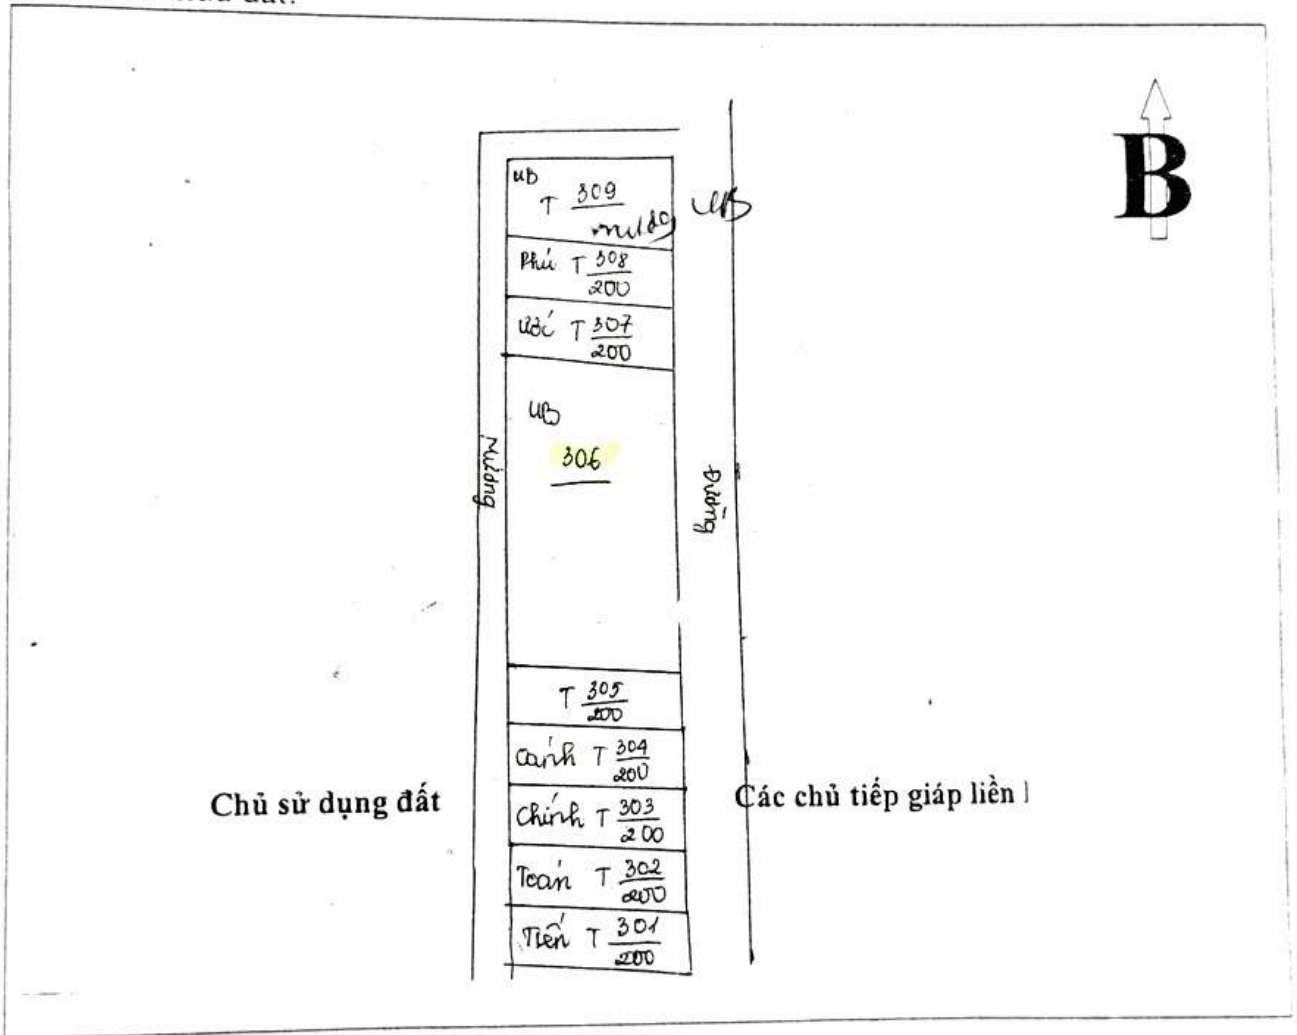 B
UB
T 309
UB
Phú T 308
200
Ước T 307
200
UB
306
Mương
Đường
T 305
200
Cảnh T 304
200
Chủ sử dụng đất
Các chủ tiếp giáp liền
Chính T 303
200
Toán T 302
200
Tiến T 301
200